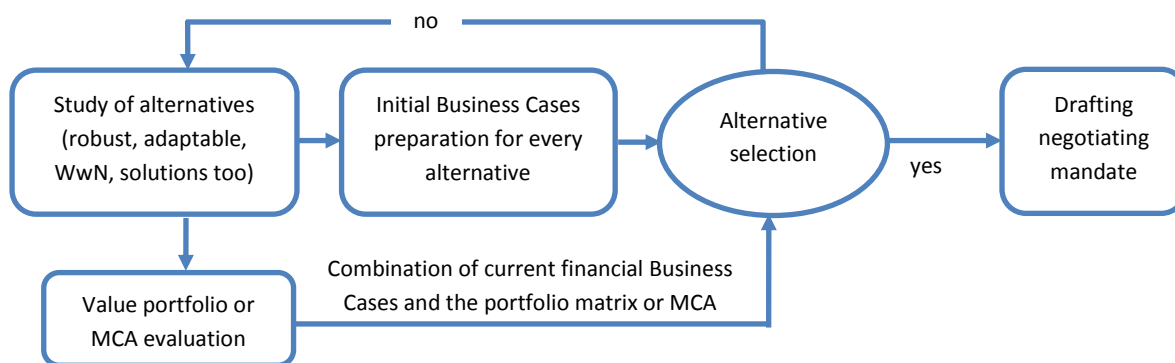 no
Study of alternatives
(robust, adaptable,
WwN, solutions too)
Initial Business Cases
preparation for every
alternative
Alternative
selection
yes
Drafting
negotiating
mandate
Value portfolio or
MCA evaluation
Combination of current financial Business
Cases and the portfolio matrix or MCA